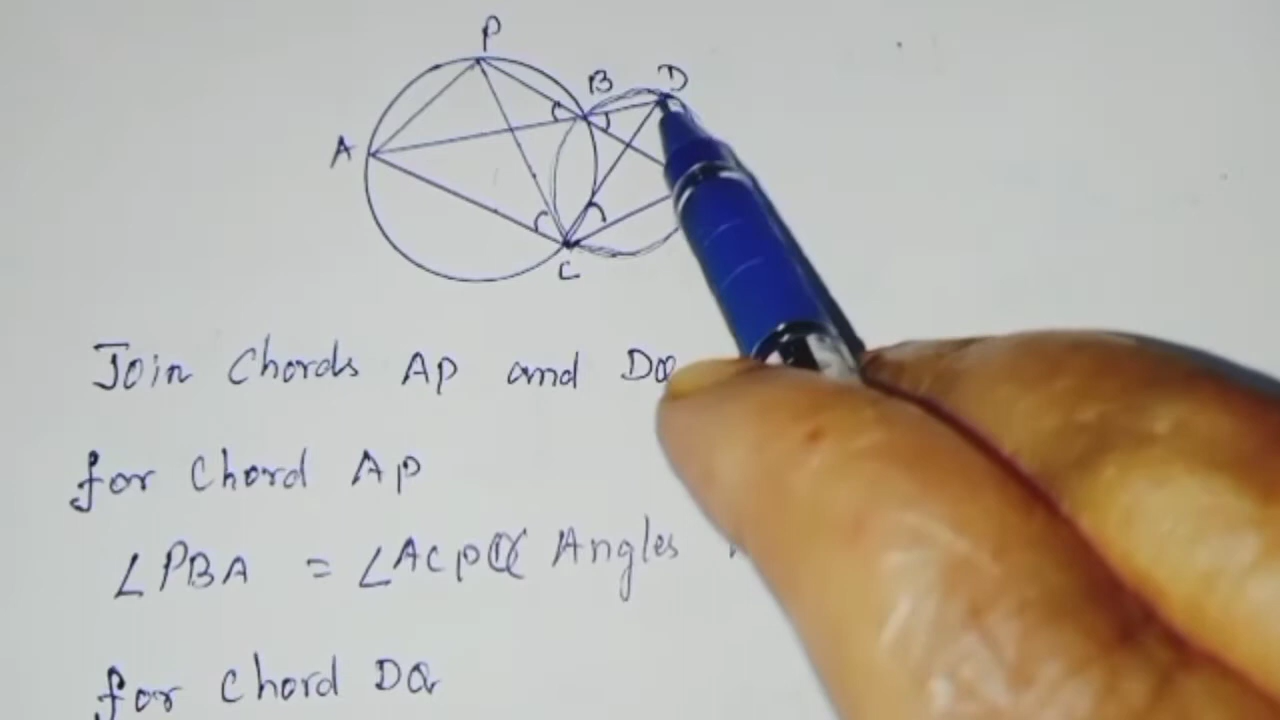 P
B D
A
C
Join Chords AP and DQ
for Chord AP
∠PBA = ∠ACP ( Angles
for Chord DQ